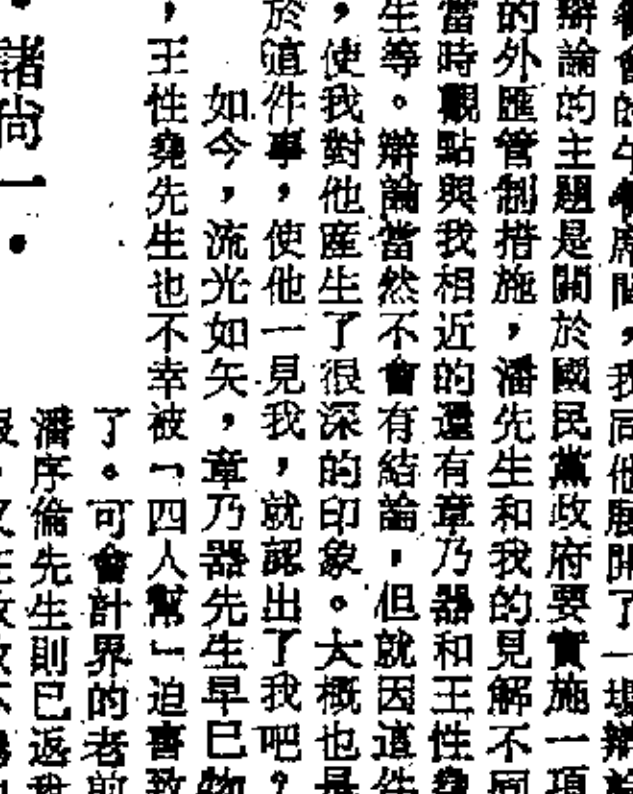 餐會的午餐席間，我同他展開了一場辯論
辯論的主題是關於國民黨政府要實施一項
的外匯管制措施，潘先生和我的見解不同
當時觀點與我相近的還有章乃器和王性堯
生等。辯論當然不會有結論，但就因這件
，使我對他産生了很深的印象。大概也是
於這件事，使他一見我，就認出了我吧？
如今，流光如矢，章乃器先生早已物
，王性堯先生也不幸被「四人幫」迫害致
了。可會計界的老前
潘序倫先生則已返
諸尚一